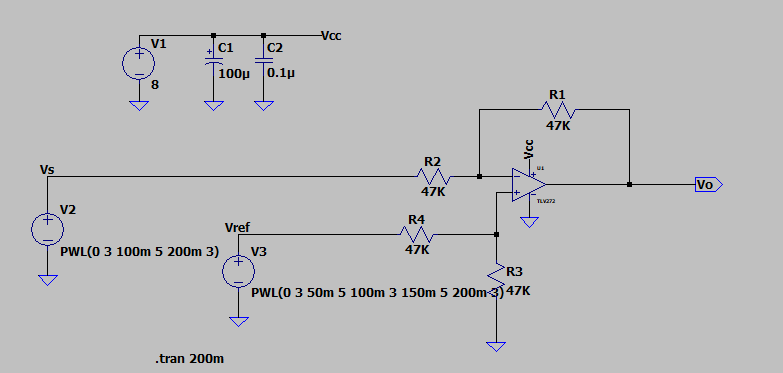 V1
C1
C2
Vcc
100µ
0.1µ
8
R1
47K
Vcc
U1
TLV272
Vo
Vs
R2
47K
V2
PWL(0 3 100m 5 200m 3)
Vref
R4
47K
V3
PWL(0 3 50m 5 100m 3 150m 5 200m 3)
R3
47K
.tran 200m